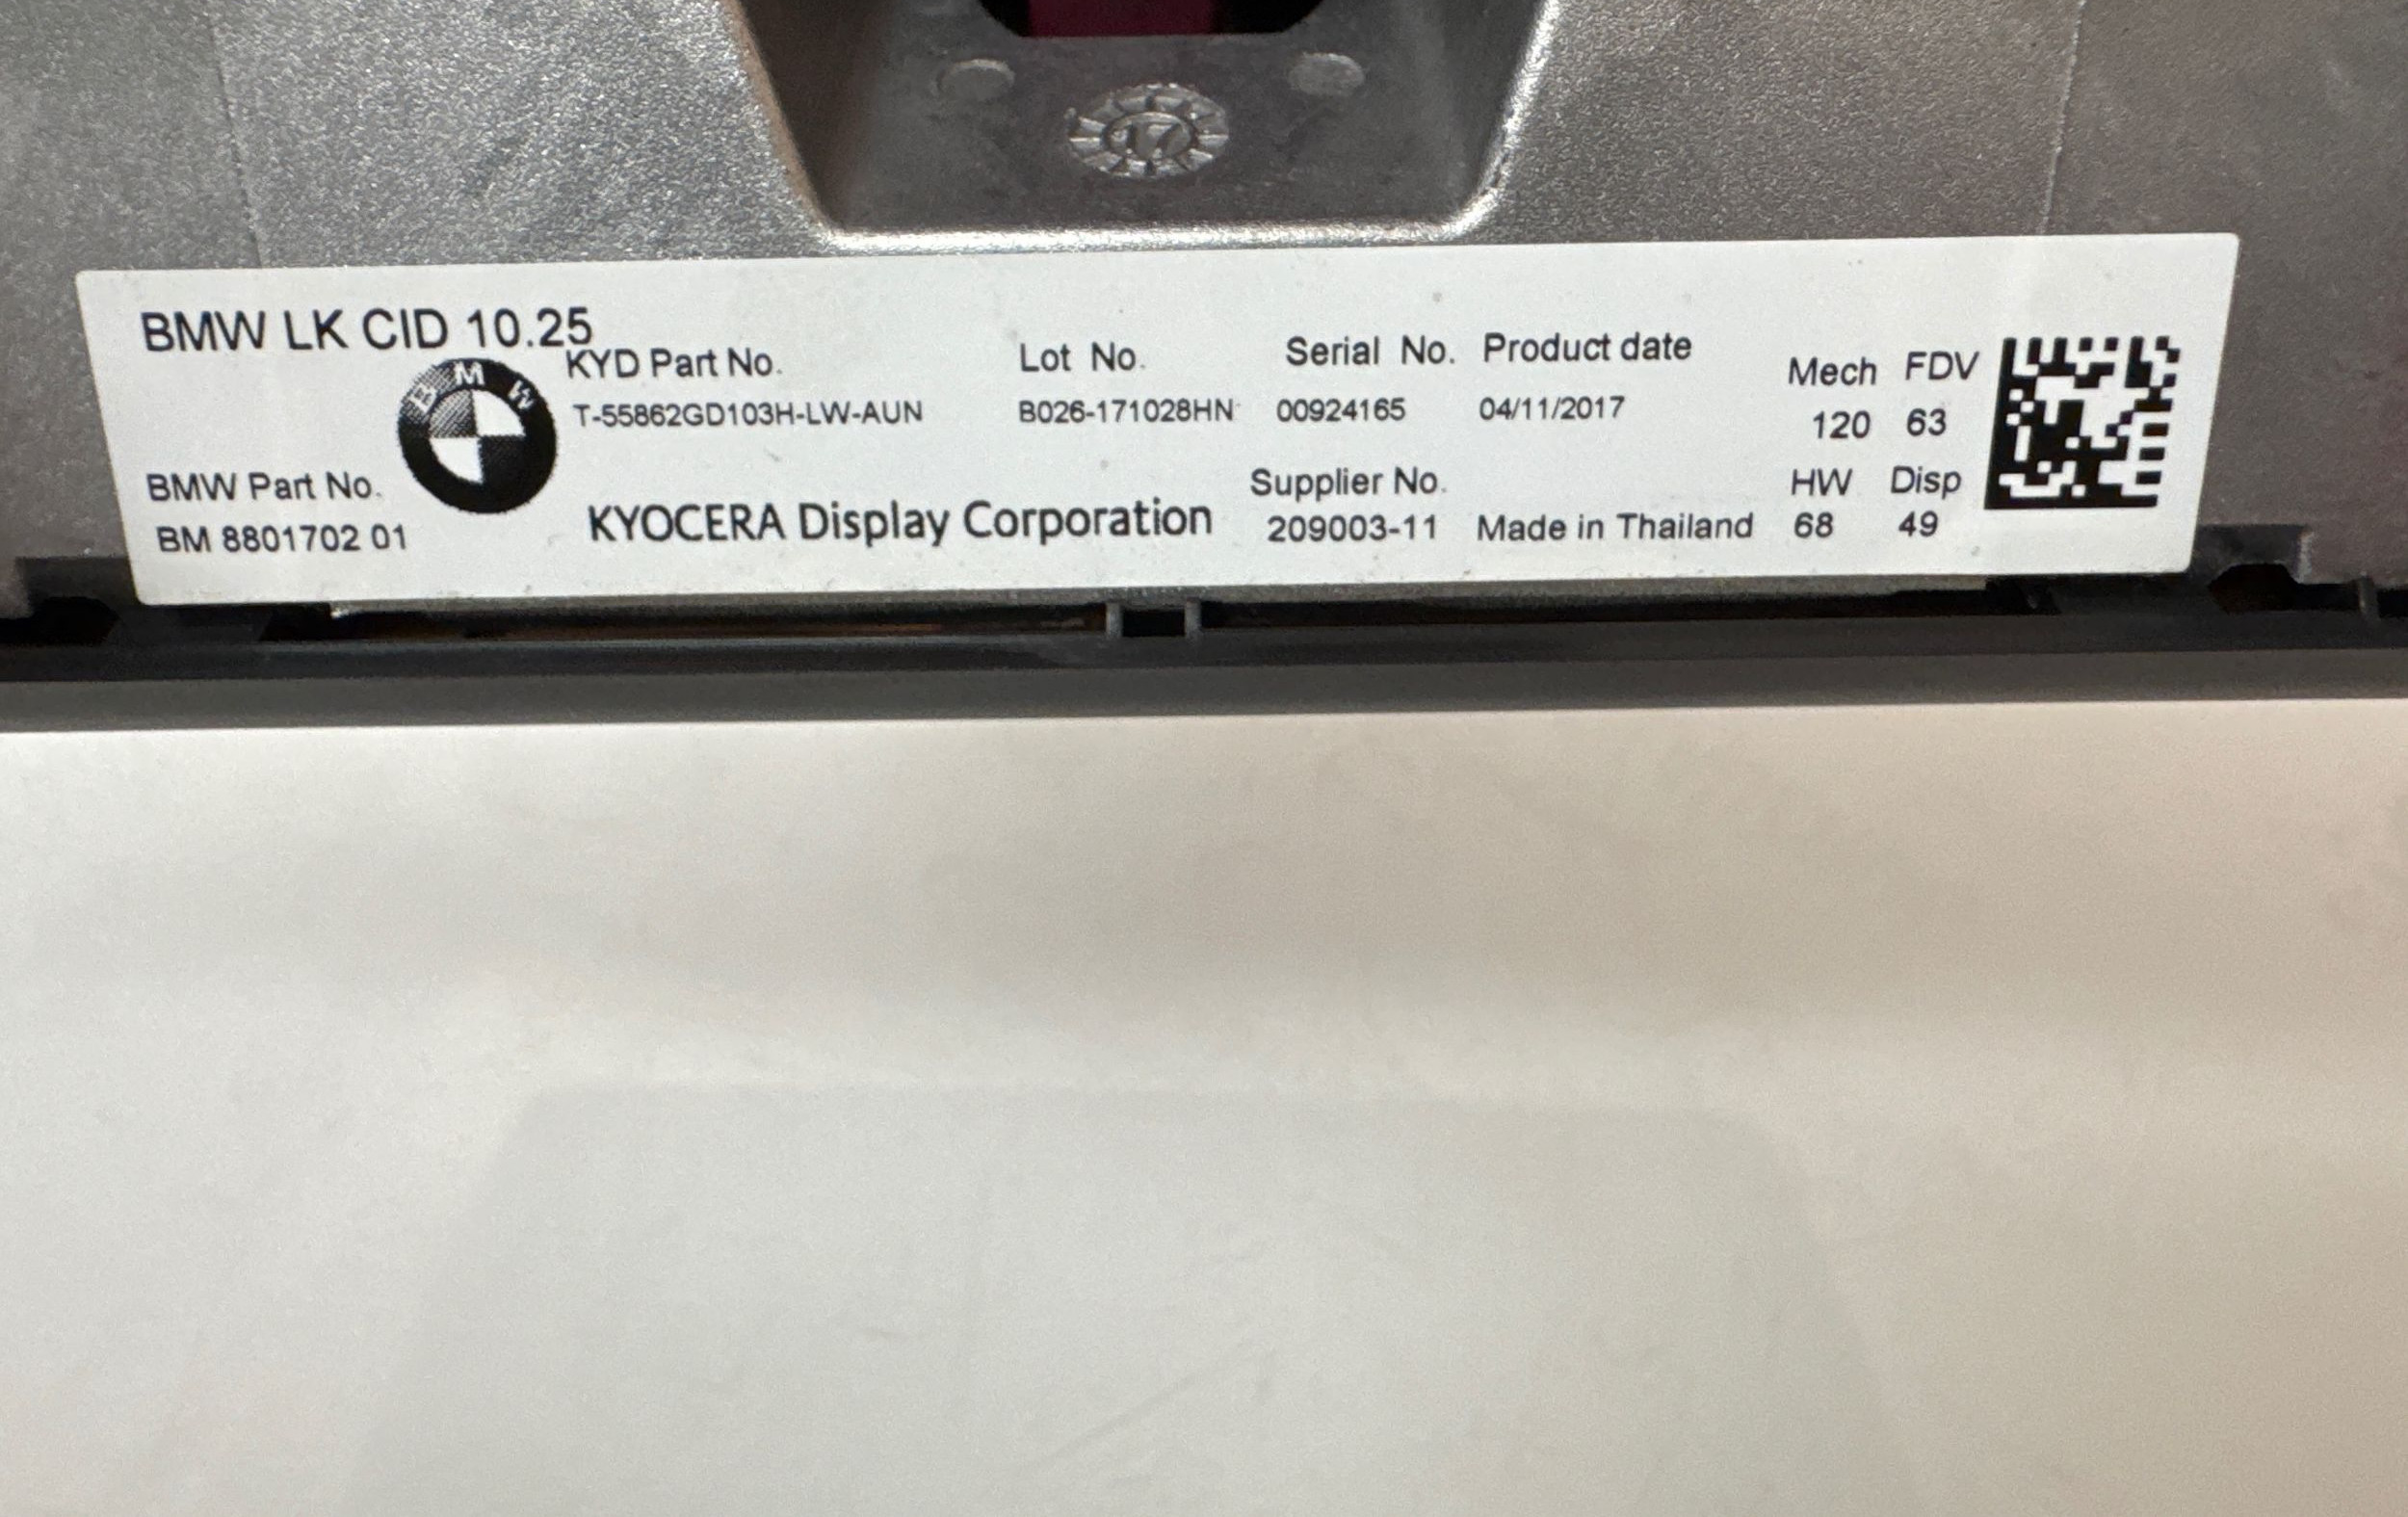 17
BMW LK CID 10.25
BMW
KYD Part No. Lot No. Serial No. Product date Mech FDV
T-55862GD103H-LW-AUN B026-171028HN 00924165 04/11/2017 120 63
BMW Part No. Supplier No. HW Disp
BM 8801702 01 KYOCERA Display Corporation 209003-11 Made in Thailand 68 49